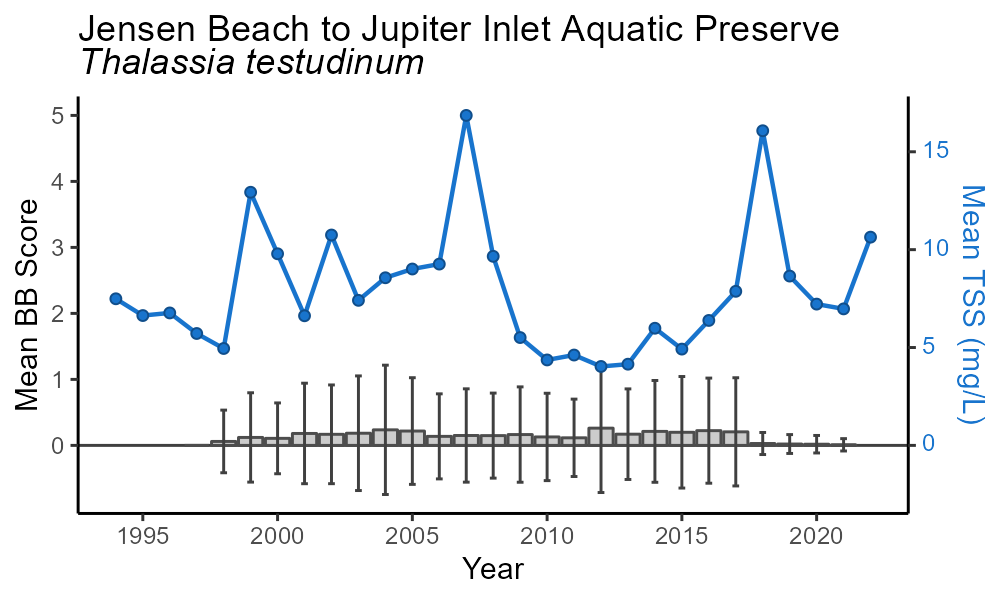 Jensen Beach to Jupiter Inlet Aquatic Preserve
Thalassia testudinum
5
4
3
2
1
0
Mean BB Score
15
10
5
0
Mean TSS (mg/L)
1995 2000 2005 2010 2015 2020
Year